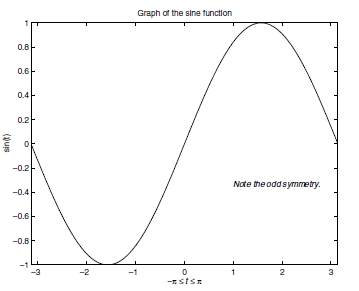 Graph of the sine function
1
0.8
0.6
0.4
0.2
0
−0.2
−0.4
−0.6
−0.8
−1
sin(t)
Note the odd symmetry.
−3 −2 −1 0 1 2 3
−π ≤ t ≤ π